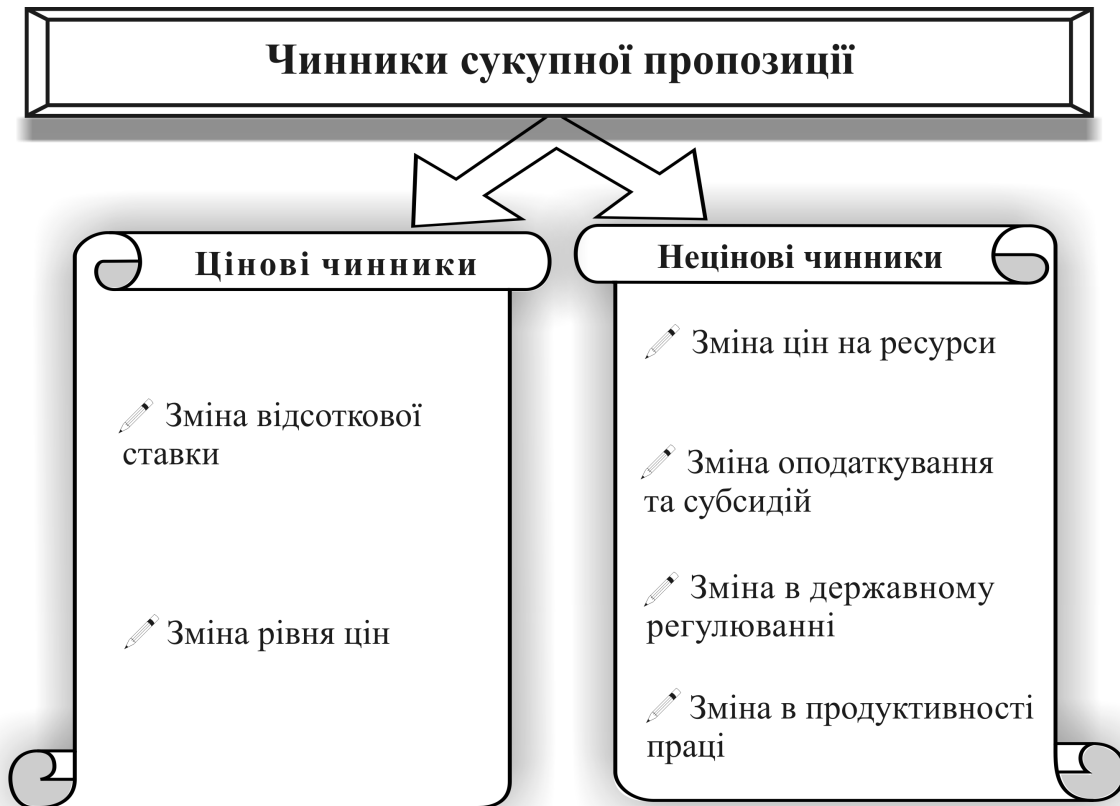 Чинники сукупної пропозиції
Цінові чинники
Зміна відсоткової
ставки
Зміна рівня цін
Нецінові чинники
Зміна цін на ресурси
Зміна оподаткування
та субсидій
Зміна в державному
регулюванні
Зміна в продуктивності
праці